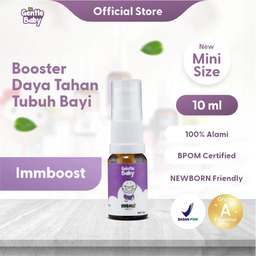 Gentle Baby
Official Store
Booster
Daya Tahan
Tubuh Bayi
New
Mini
Size
10 ml
100% Alami
BPOM Certified
NEWBORN Friendly
Immboost
Gentle
Baby
BADAN POM
A+